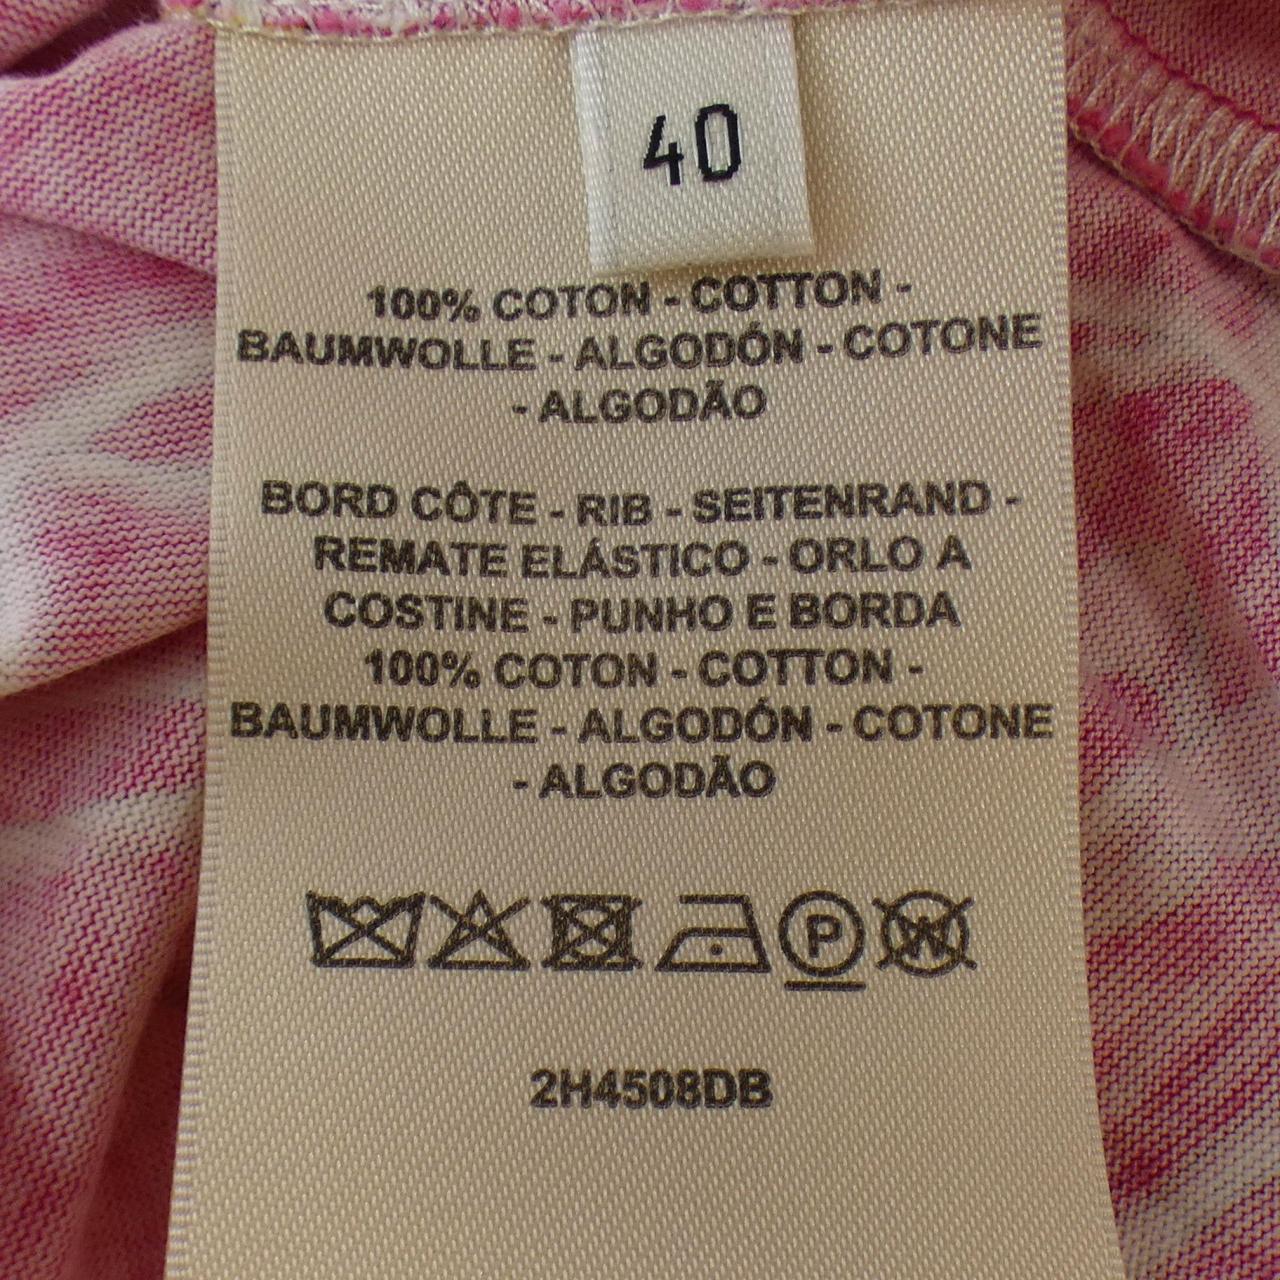 40
100% COTON - COTTON -
BAUMWOLLE - ALGODÓN - COTONE
- ALGODÃO
BORD CÔTE - RIB - SEITENRAND -
REMATE ELÁSTICO - ORLO A
COSTINE - PUNHO E BORDA
100% COTON - COTTON -
BAUMWOLLE - ALGODÓN - COTONE
- ALGODÃO
P W
2H4508DB